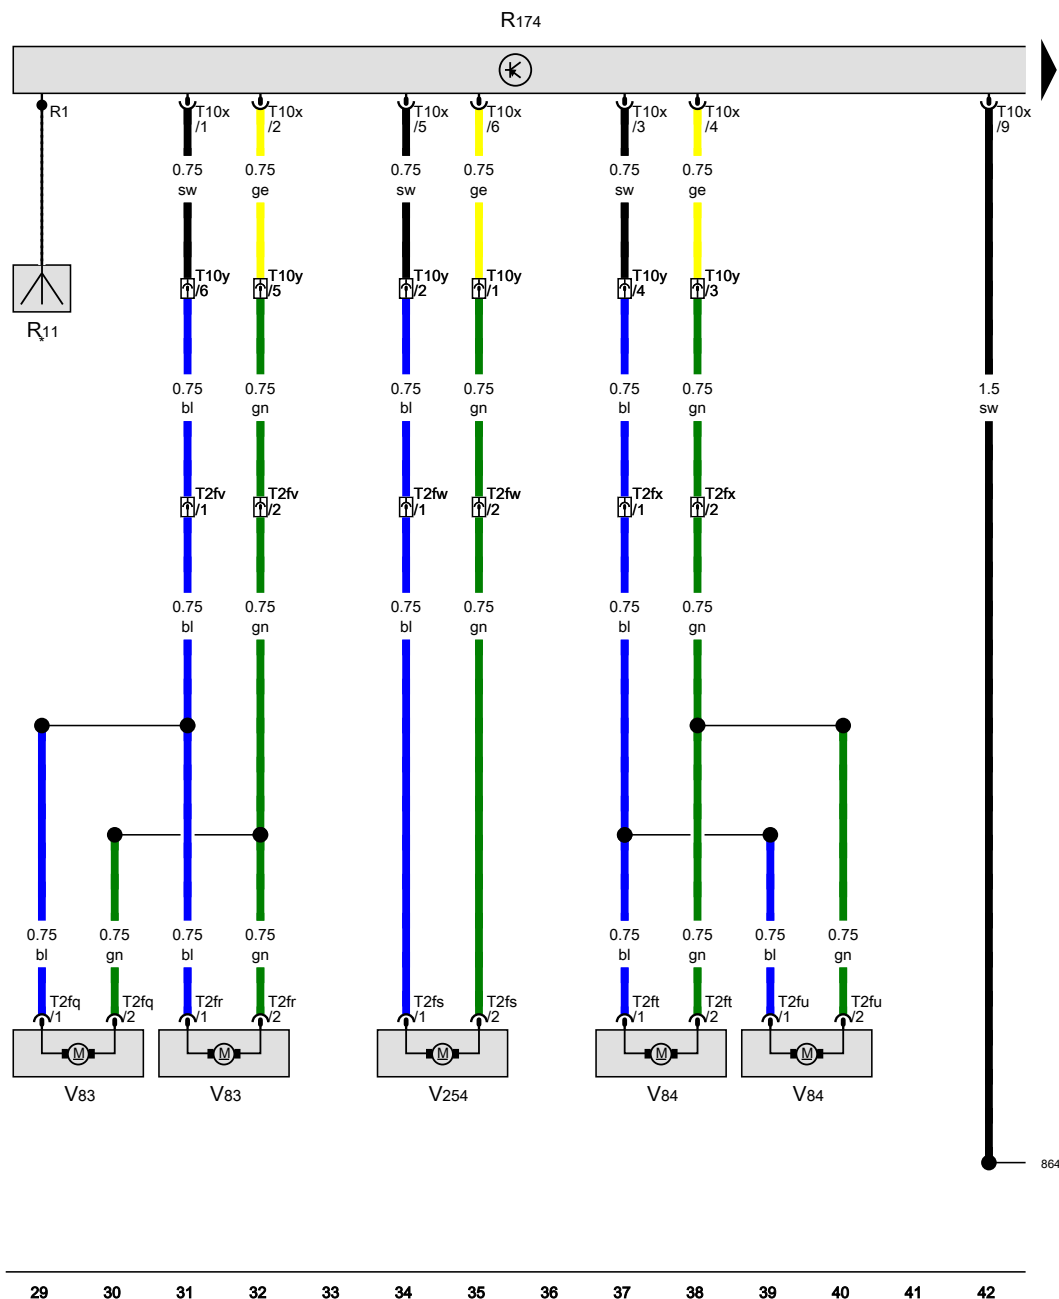 R174
R1
T10x T10x T10x T10x T10x T10x T10x
/1 /2 /5 /6 /3 /4 /9
0.75 0.75 0.75 0.75 0.75 0.75
sw ge sw ge sw ge
T10y T10y T10y T10y T10y T10y
/6 /5 /2 /1 /4 /3
R11
*
0.75 0.75 0.75 0.75 0.75 0.75 1.5
bl gn bl gn bl gn sw
T2fv T2fv T2fw T2fw T2fx T2fx
/1 /2 /1 /2 /1 /2
0.75 0.75 0.75 0.75 0.75 0.75
bl gn bl gn bl gn
0.75 0.75 0.75 0.75 0.75 0.75 0.75 0.75
bl gn bl gn bl gn bl gn
T2fq T2fq T2fr T2fr T2fs T2fs T2ft T2ft T2fu T2fu
/1 /2 /1 /2 /1 /2 /1 /2 /1 /2
M M M M M
V83 V83 V254 V84 V84
864
29 30 31 32 33 34 35 36 37 38 39 40 41 42